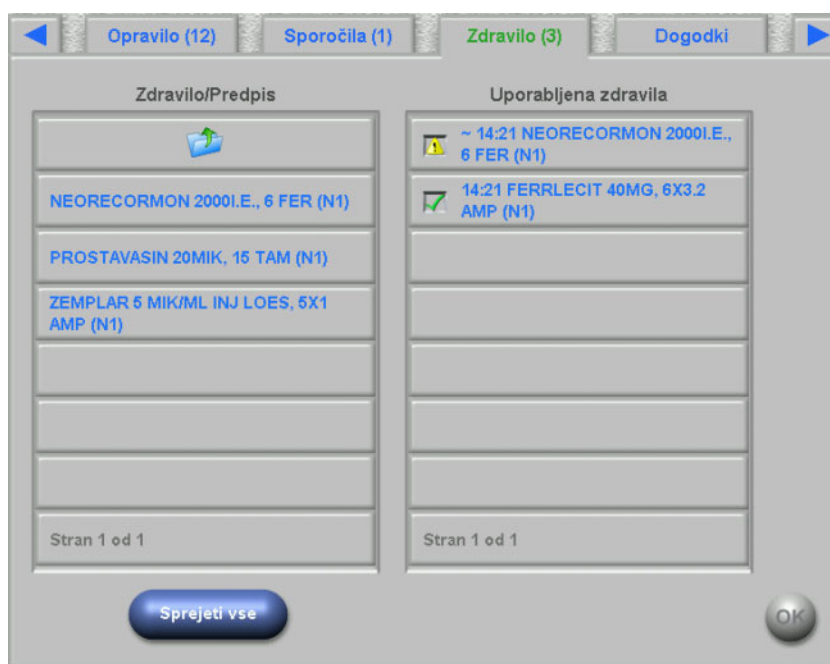 Opravilo (12) Sporočila (1) Zdravilo (3) Dogodki
Zdravilo/Predpis
NEORECORMON 2000I.E., 6 FER (N1)
PROSTAVASIN 20MIK, 15 TAM (N1)
ZEMPLAR 5 MIK/ML INJ LOES, 5X1
AMP (N1)
Stran 1 od 1
Uporabljena zdravila
~ 14:21 NEORECORMON 2000I.E.,
6 FER (N1)
14:21 FERRLECIT 40MG, 6X3.2
AMP (N1)
Stran 1 od 1
Sprejeti vse
OK